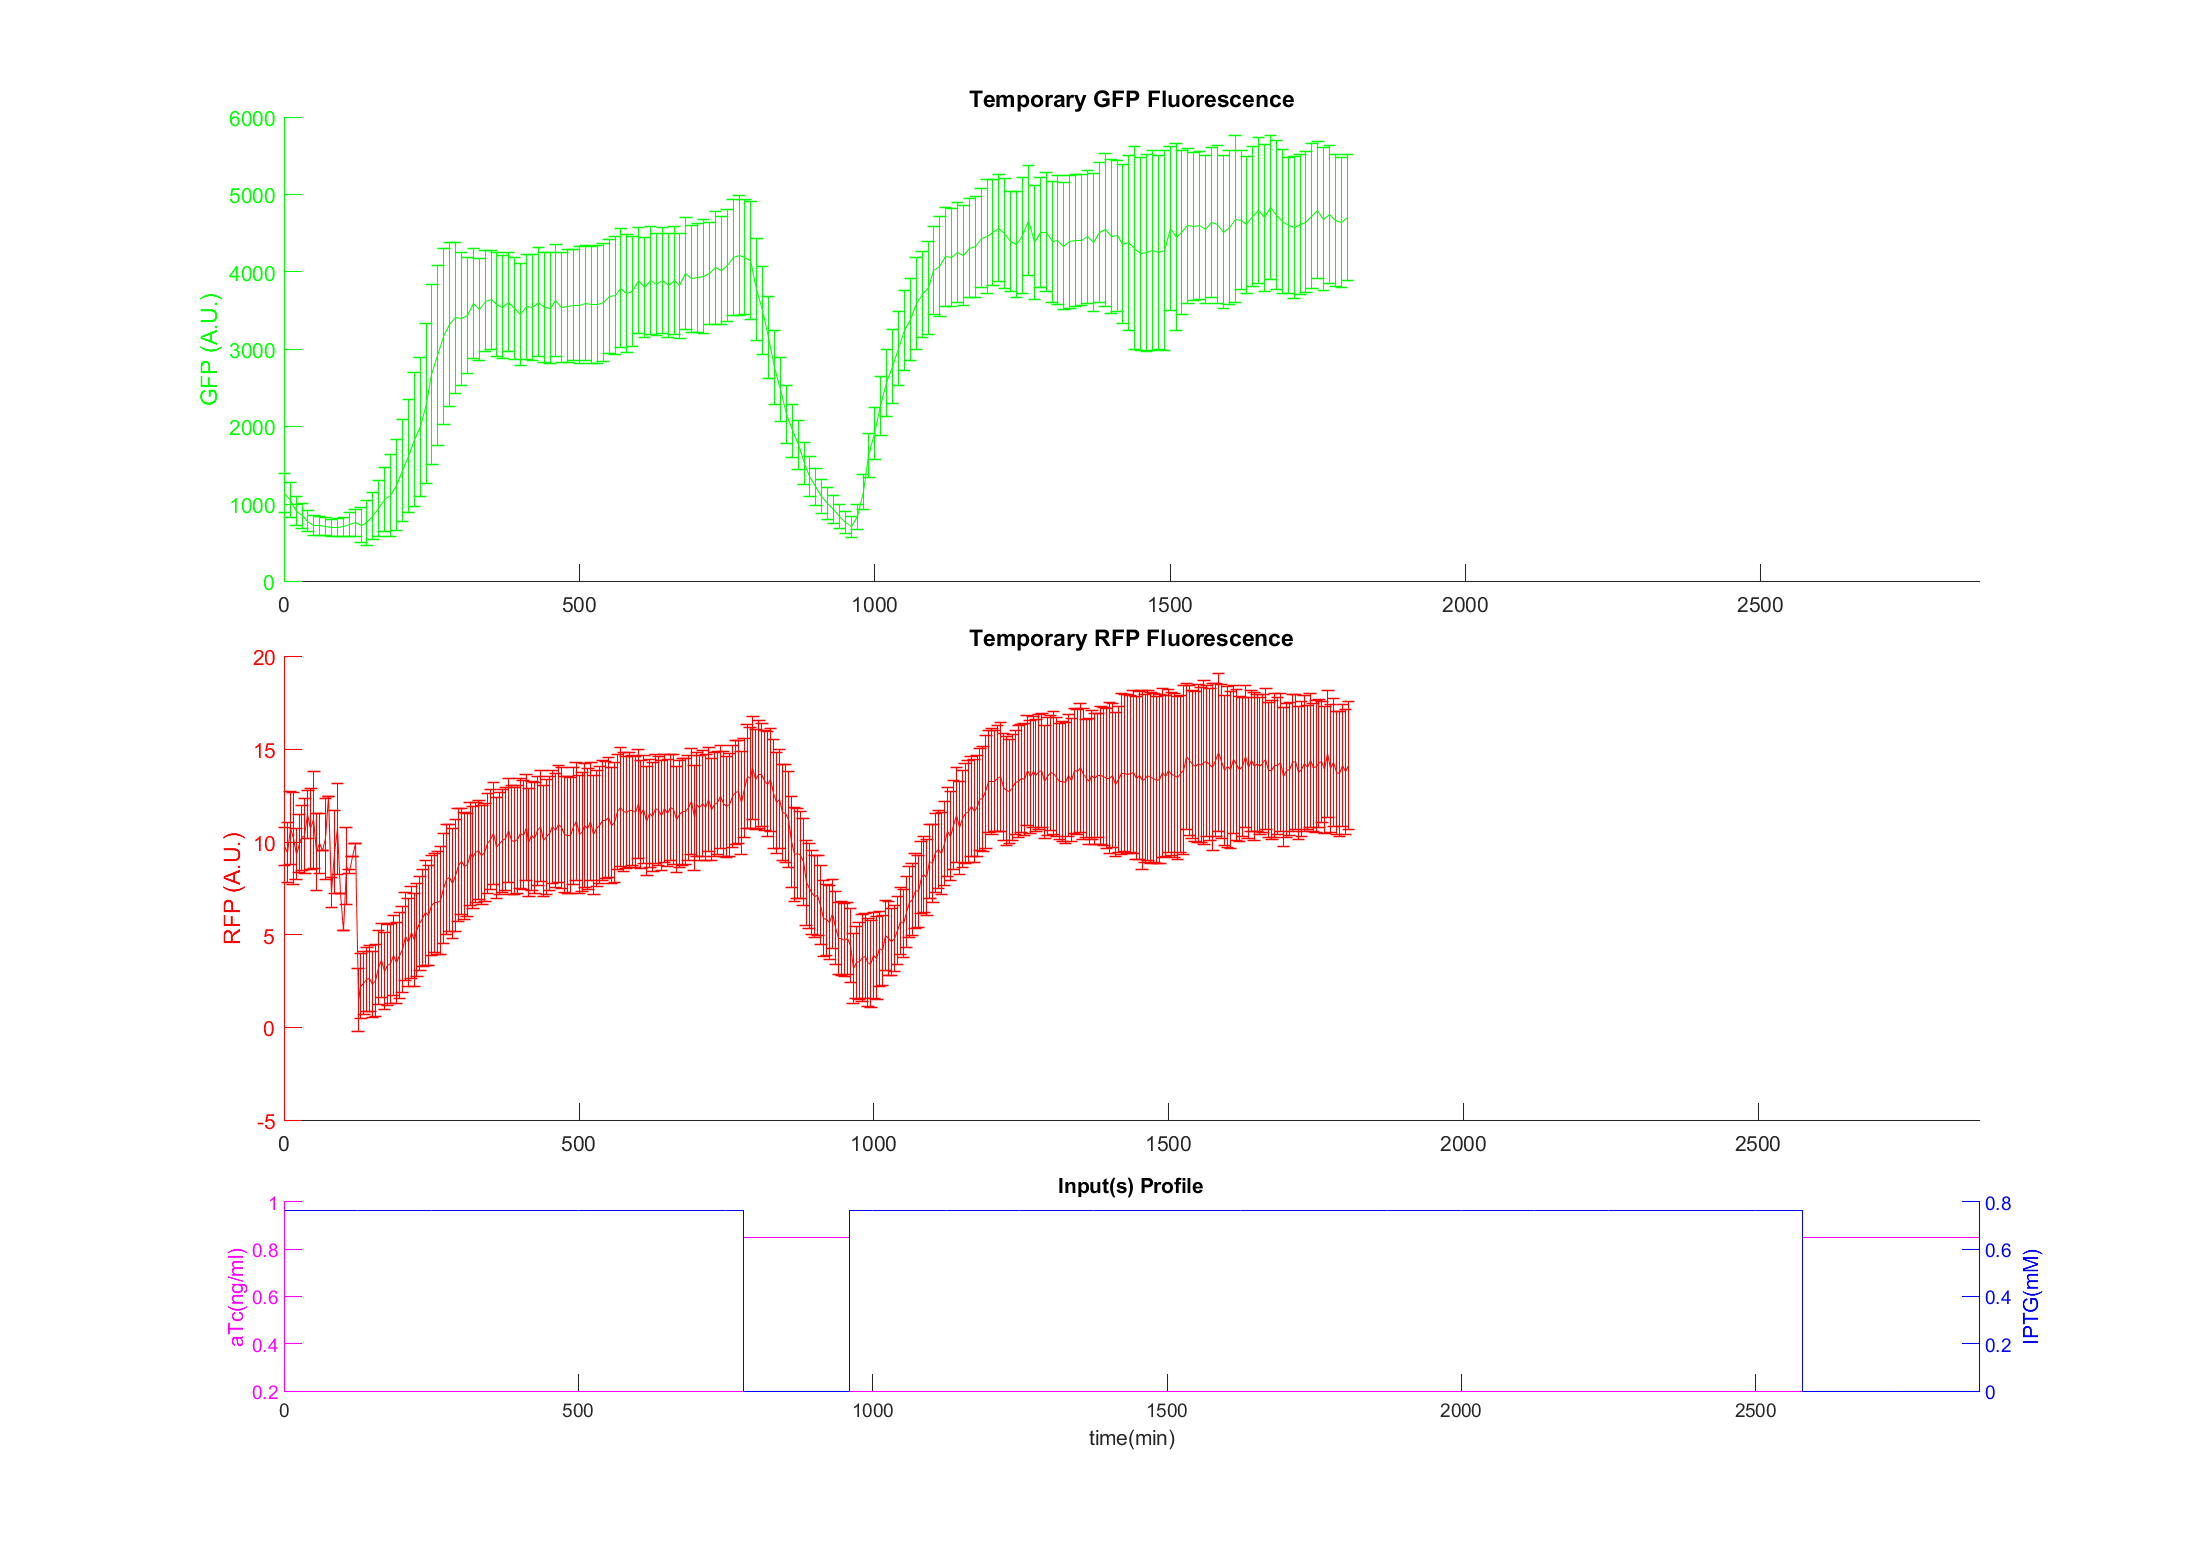 Temporary GFP Fluorescence
6000
5000
4000
3000
2000
1000
0
GFP (A.U.)
0 500 1000 1500 2000 2500
Temporary RFP Fluorescence
20
15
10
5
0
-5
RFP (A.U.)
0 500 1000 1500 2000 2500
Input(s) Profile
1
0.8
0.6
0.4
0.2
aTc(ng/ml)
0.8
0.6
0.4
0.2
0
IPTG(mM)
0 500 1000 1500 2000 2500
time(min)